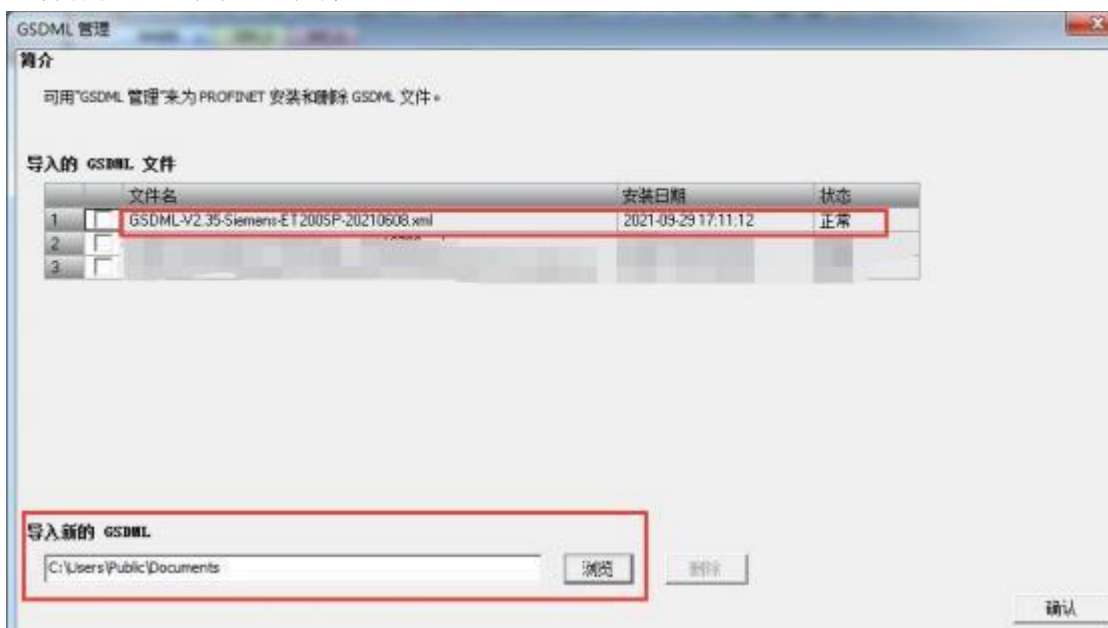 GSDML 管理
简介
可用"GSDML 管理"来为 PROFINET 安装和删除 GSDML 文件。
导入的 GSDML 文件
文件名 安装日期 状态
1 GSDML-V2.35-Siemens-ET200SP-20210608.xml 2021-09-29 17:11:12 正常
2
3
导入新的 GSDML
C:\Users\Public\Documents 浏览 删除
确认